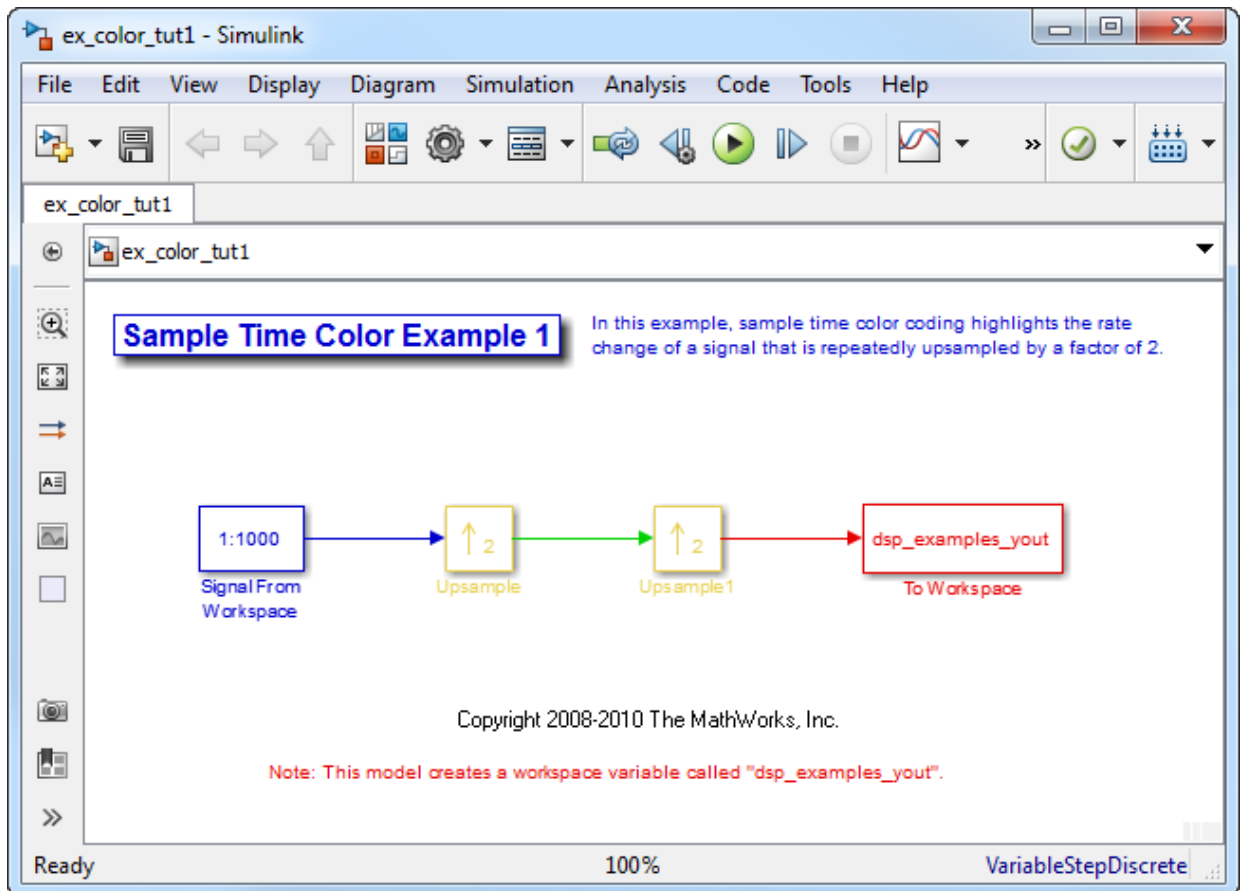 ex_color_tut1 - Simulink
File Edit View Display Diagram Simulation Analysis Code Tools Help
ex_color_tut1
ex_color_tut1
Sample Time Color Example 1
In this example, sample time color coding highlights the rate
change of a signal that is repeatedly upsampled by a factor of 2.
1:1000
↑2
↑2
dsp_examples_yout
Signal From
Workspace
Upsample
Upsample1
To Workspace
Copyright 2008-2010 The MathWorks, Inc.
Note: This model creates a workspace variable called "dsp_examples_yout".
Ready 100% VariableStepDiscrete